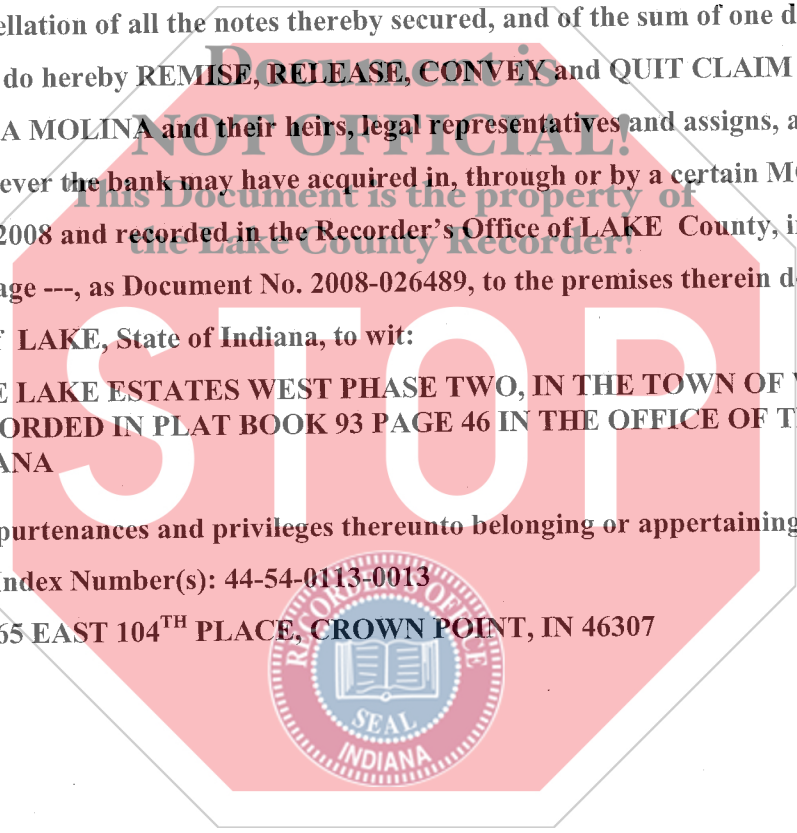 ellation of all the notes thereby secured, and of the sum of one d
Document is
do hereby REMISE, RELEASE, CONVEY and QUIT CLAIM
NOT OFFICIAL!
A MOLINA and their heirs, legal representatives and assigns, a
ever the bank may have acquired in, through or by a certain M
This Document is the property of
2008 and recorded in the Recorder's Office of LAKE County, i
the Lake County Recorder!
age ---, as Document No. 2008-026489, to the premises therein d
f LAKE, State of Indiana, to wit:
STOP
E LAKE ESTATES WEST PHASE TWO, IN THE TOWN OF
ORDED IN PLAT BOOK 93 PAGE 46 IN THE OFFICE OF T
ANA
purtenances and privileges thereunto belonging or appertaining
Index Number(s): 44-54-0113-0013
65 EAST 104TH PLACE, CROWN POINT, IN 46307
RECORDER'S OFFICE
SEAL
INDIANA